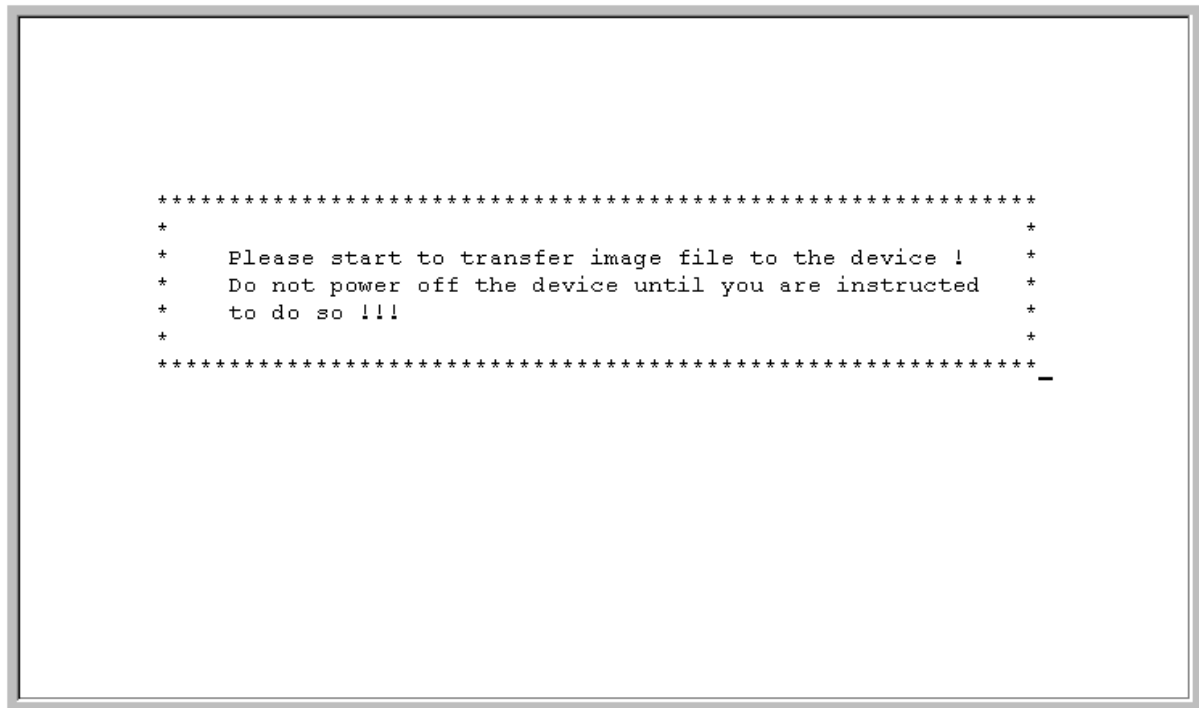 *************************************************************
* *
* Please start to transfer image file to the device ! *
* Do not power off the device until you are instructed *
* to do so !!! *
* *
*************************************************************_